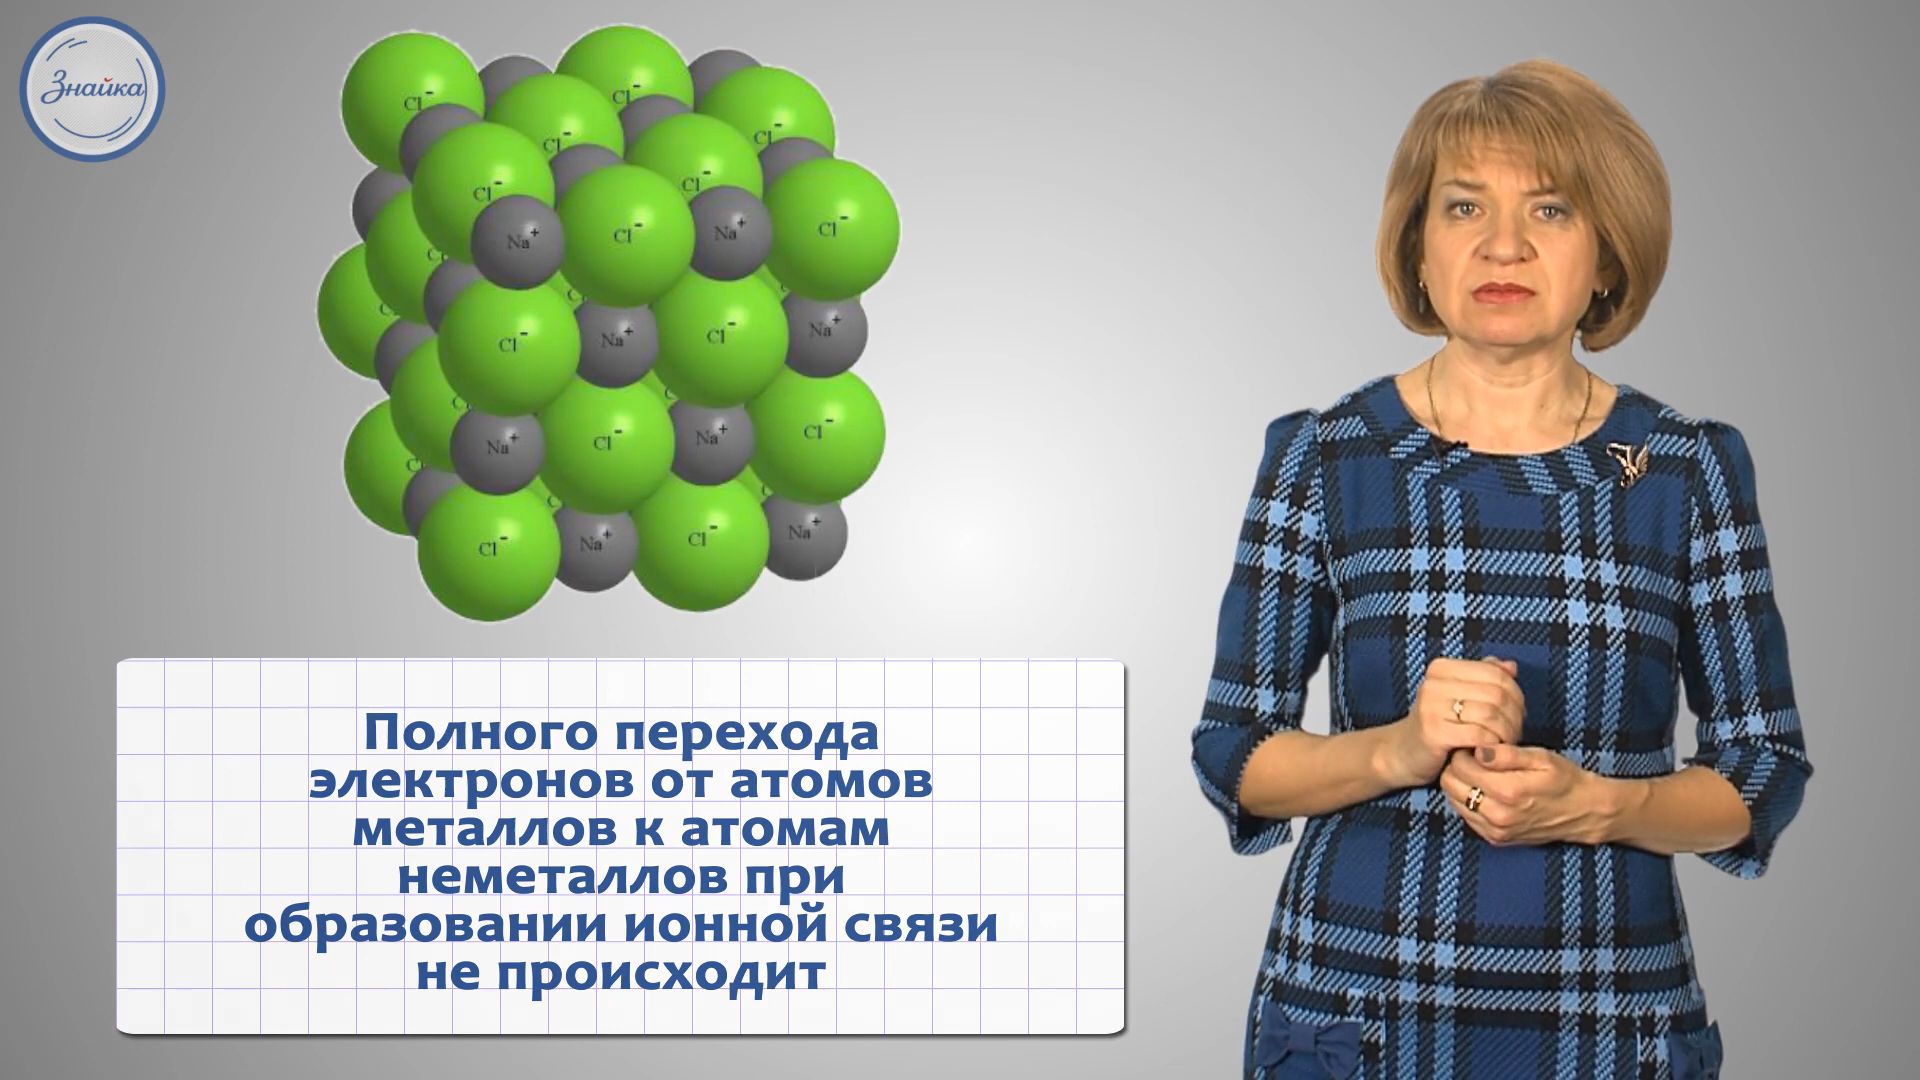 Знайка
Cl⁻
Cl⁻
Cl⁻
Cl⁻
Cl⁻
Cl⁻
Na⁺
Cl⁻
Na⁺
Cl⁻
Cl⁻
Na⁺
Cl⁻
Na⁺
Na⁺
Cl⁻
Na⁺
Cl⁻
Cl⁻
Na⁺
Cl⁻
Na⁺
Полного перехода
электронов от атомов
металлов к атомам
неметаллов при
образовании ионной связи
не происходит